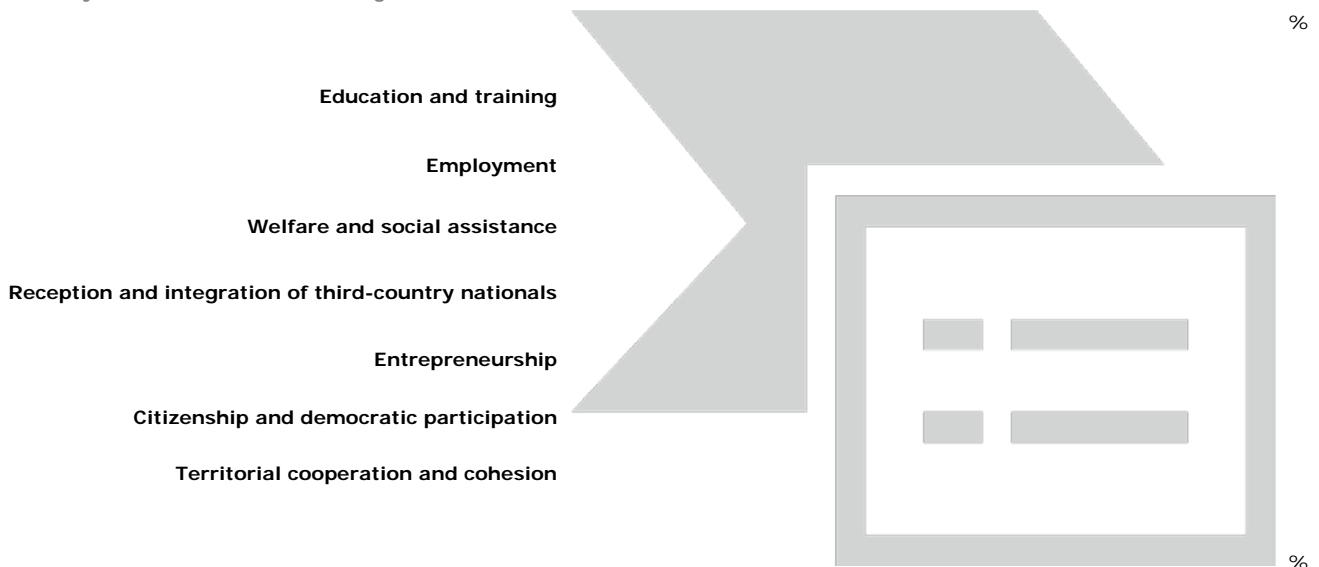 %
Education and training
Employment
Welfare and social assistance
Reception and integration of third-country nationals
Entrepreneurship
Citizenship and democratic participation
Territorial cooperation and cohesion
%